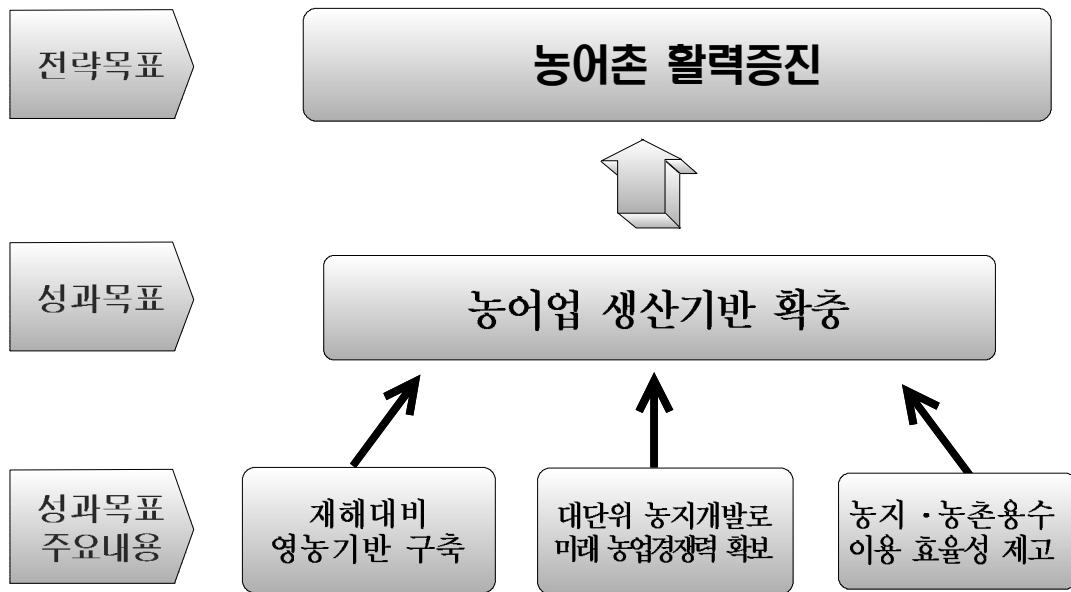 전략목표
농어촌 활력증진
성과목표
농어업 생산기반 확충
성과목표
주요내용
재해대비
영농기반 구축
대단위 농지개발로
미래 농업경쟁력 확보
농지 ·농촌용수
이용 효율성 제고